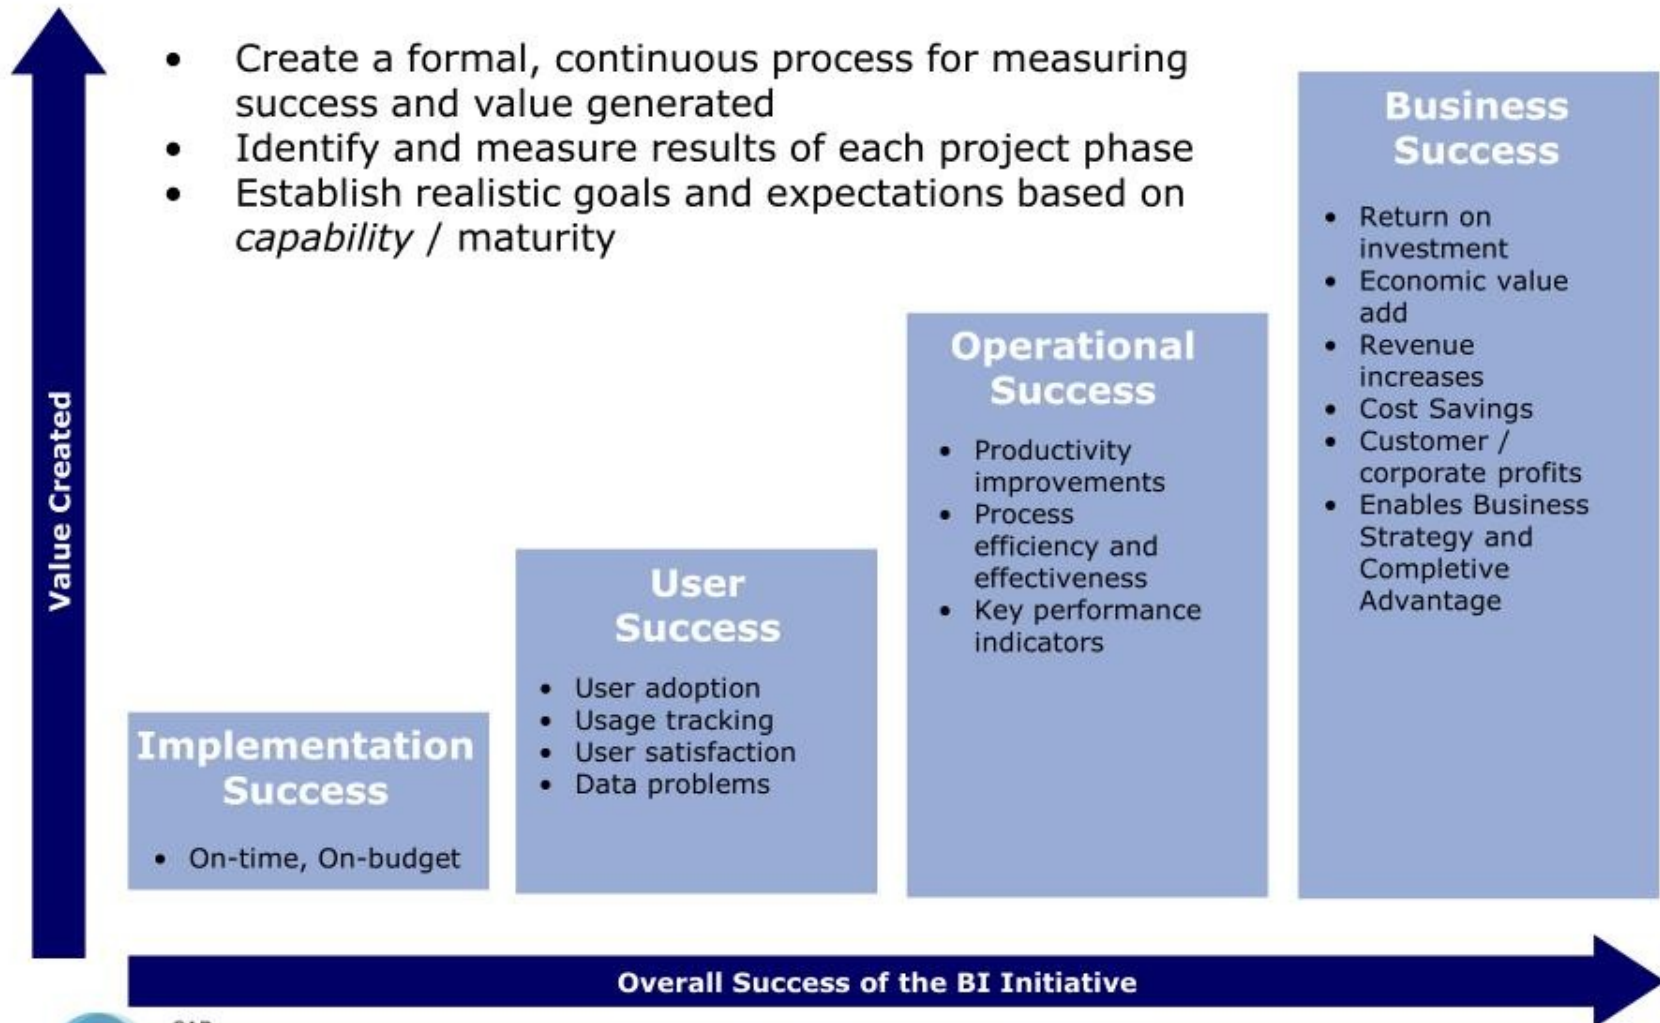 • Create a formal, continuous process for measuring
success and value generated
• Identify and measure results of each project phase
• Establish realistic goals and expectations based on
capability / maturity
Value Created
Implementation
Success
• On-time, On-budget
User
Success
• User adoption
• Usage tracking
• User satisfaction
• Data problems
Operational
Success
• Productivity
improvements
• Process
efficiency and
effectiveness
• Key performance
indicators
Business
Success
• Return on
investment
• Economic value
add
• Revenue
increases
• Cost Savings
• Customer /
corporate profits
• Enables Business
Strategy and
Completive
Advantage
Overall Success of the BI Initiative